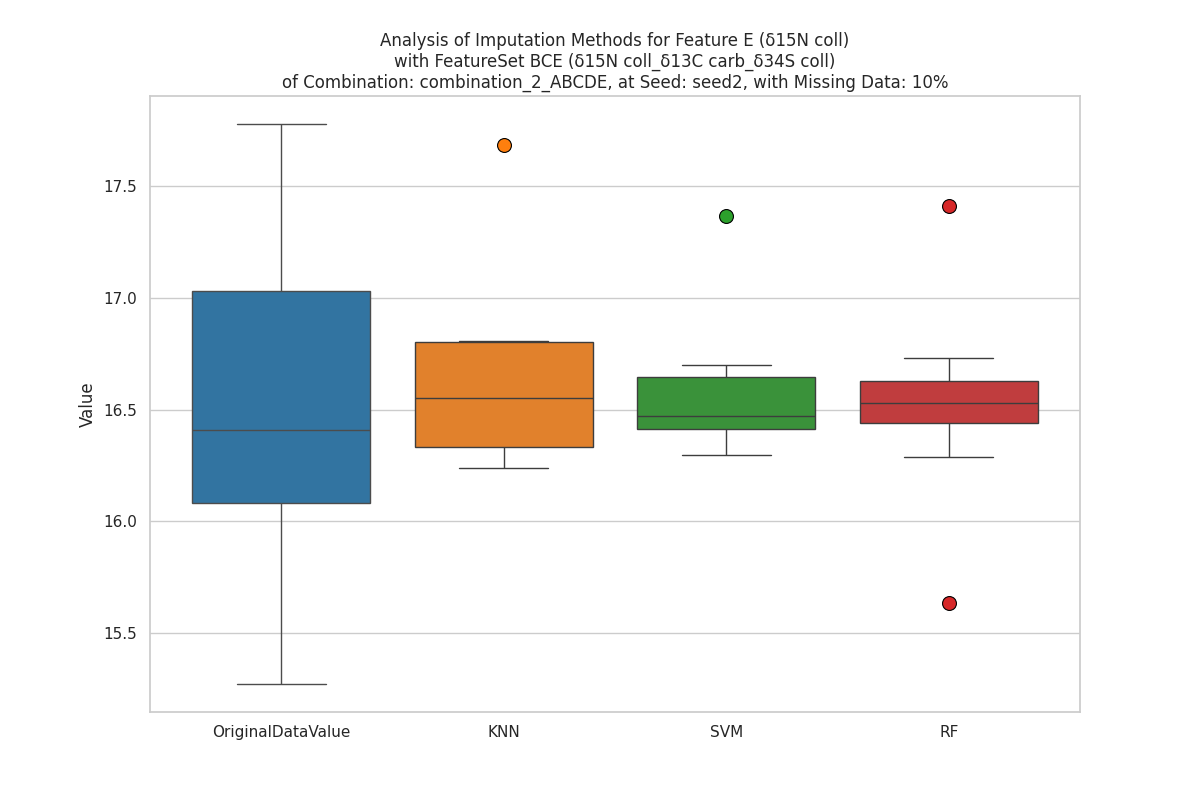 Analysis of Imputation Methods for Feature E (δ15N coll)
with FeatureSet BCE (δ15N coll_δ13C carb_δ34S coll)
of Combination: combination_2_ABCDE, at Seed: seed2, with Missing Data: 10%
17.5
17.0
16.5
16.0
15.5
Value
OriginalDataValue
KNN
SVM
RF